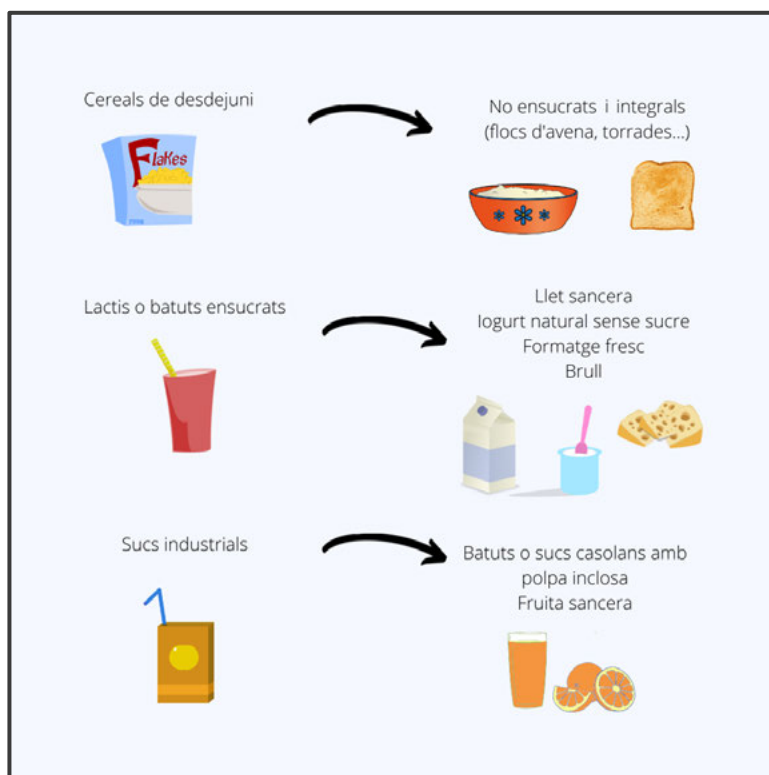 Cereals de desdejuni
No ensucrats i integrals
(flocs d'avena, torrades...)
Flakes
Lactis o batuts ensucrats
Llet sancera
Iogurt natural sense sucre
Formatge fresc
Brull
Sucs industrials
Batuts o sucs casolans amb
polpa inclosa
Fruita sancera